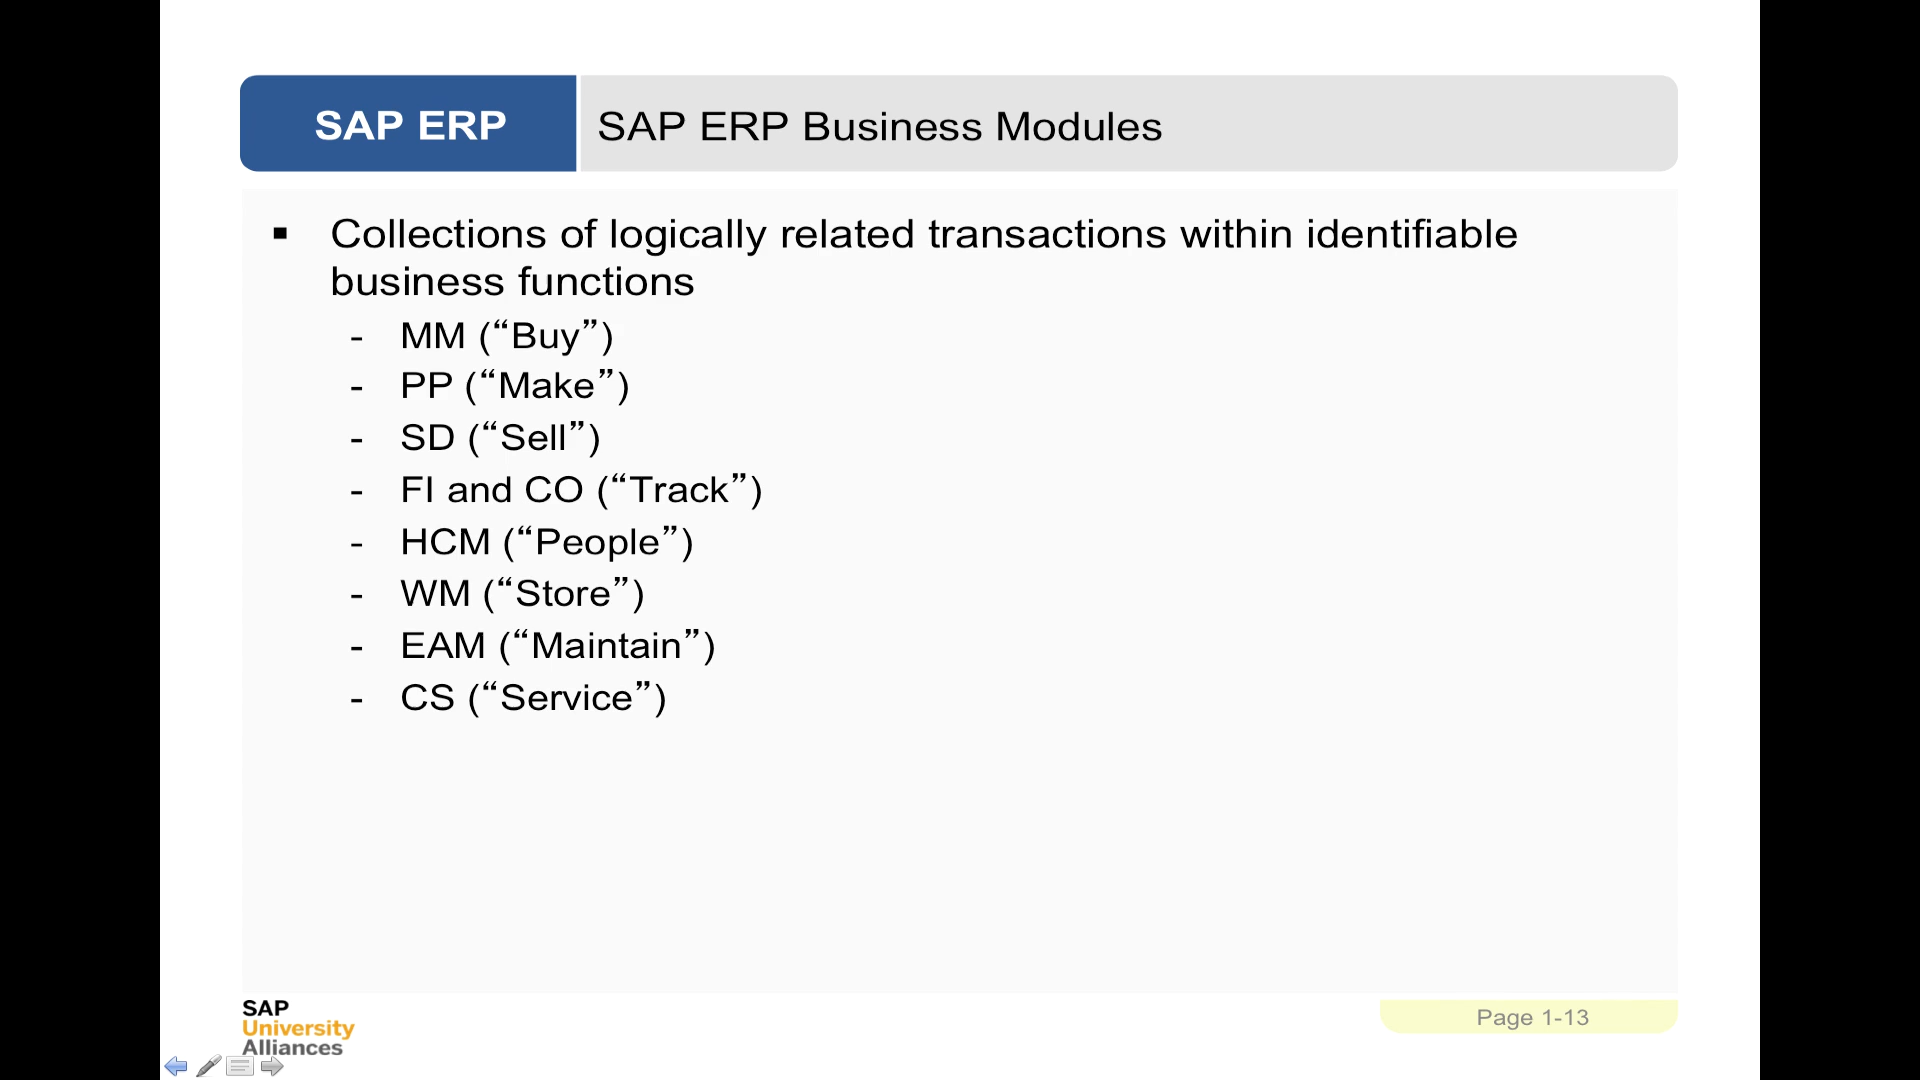 SAP ERP
SAP ERP Business Modules
▪ Collections of logically related transactions within identifiable
business functions
- MM (“Buy”)
- PP (“Make”)
- SD (“Sell”)
- FI and CO (“Track”)
- HCM (“People”)
- WM (“Store”)
- EAM (“Maintain”)
- CS (“Service”)
SAP
University
Alliances
Page 1-13